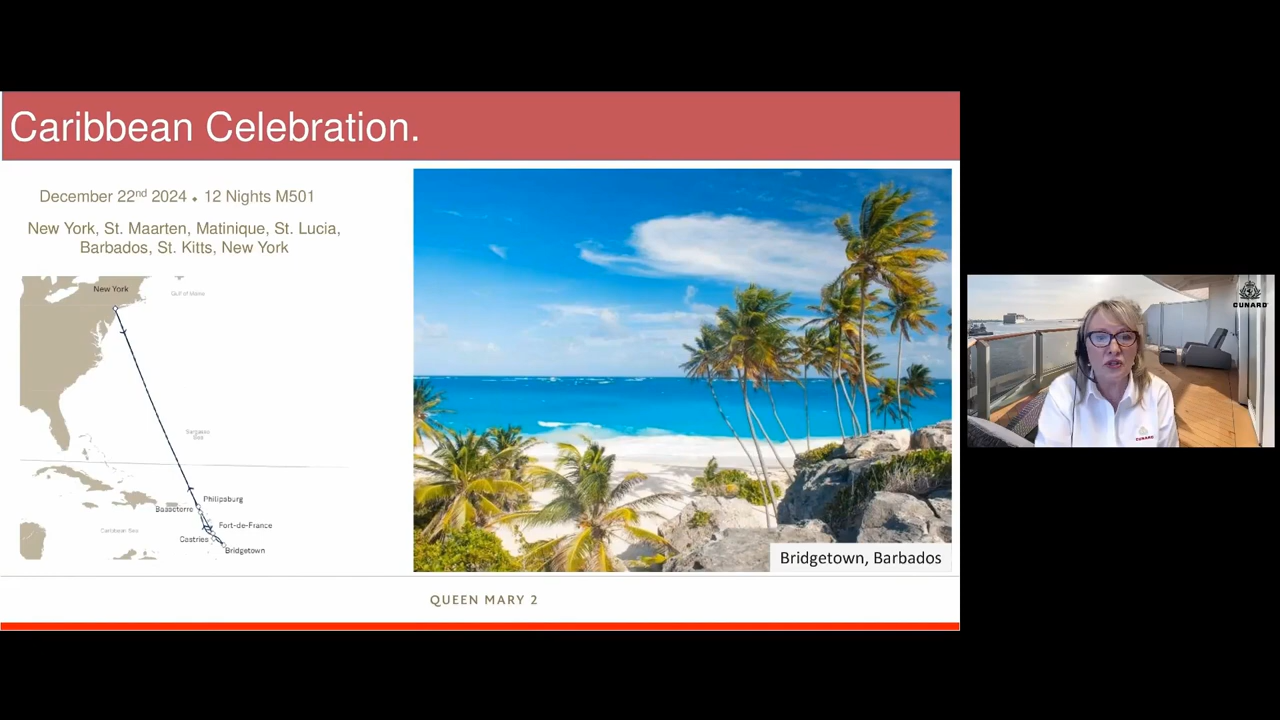 Caribbean Celebration.
December 22nd 2024 • 12 Nights M501
New York, St. Maarten, Matinique, St. Lucia,
Barbados, St. Kitts, New York
New York
Gulf of Maine
Sargasso
Sea
Philipsburg
Basseterre
Fort-de-France
Caribbean Sea
Castries
Bridgetown
Bridgetown, Barbados
QUEEN MARY 2
CUNARD
CUNARD